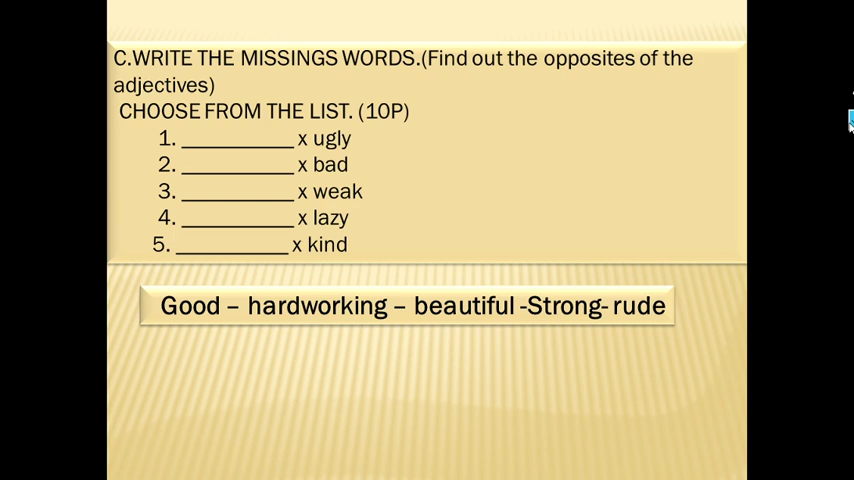 C.WRITE THE MISSINGS WORDS.(Find out the opposites of the
adjectives)
CHOOSE FROM THE LIST. (10P)
1. __________ x ugly
2. __________ x bad
3. __________ x weak
4. __________ x lazy
5. __________ x kind
Good – hardworking – beautiful -Strong- rude